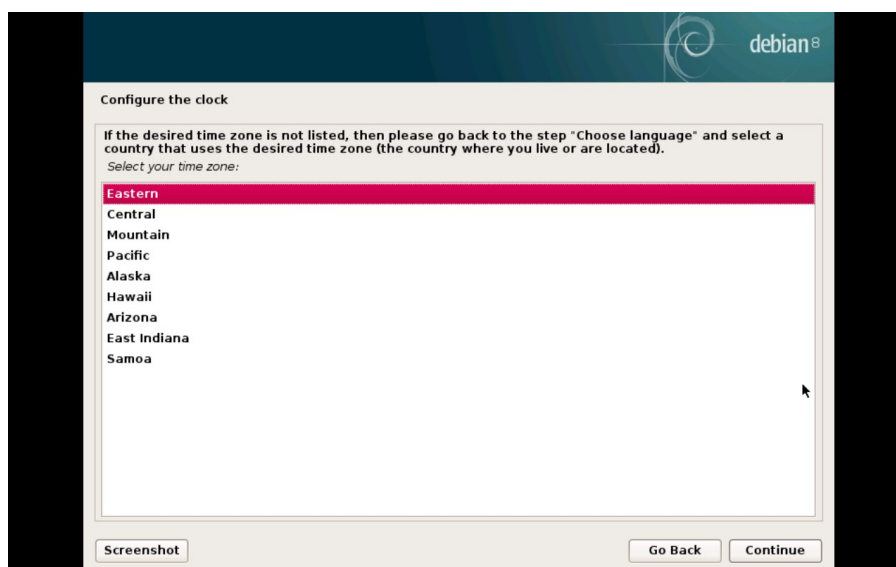 debian 8
Configure the clock
If the desired time zone is not listed, then please go back to the step "Choose language" and select a
country that uses the desired time zone (the country where you live or are located).
Select your time zone:
Eastern
Central
Mountain
Pacific
Alaska
Hawaii
Arizona
East Indiana
Samoa
Screenshot Go Back Continue